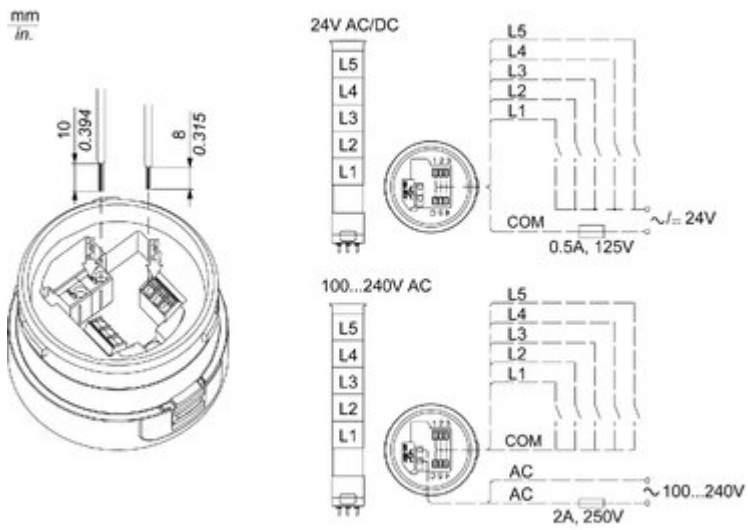 mm
in.
10
0.394
8
0.315
24V AC/DC
L5
L4
L3
L2
L1
L5
L4
L3
L2
L1
COM
0.5A, 125V
~/⎓ 24V
100...240V AC
L5
L4
L3
L2
L1
L5
L4
L3
L2
L1
COM
AC
AC
2A, 250V
~ 100...240V